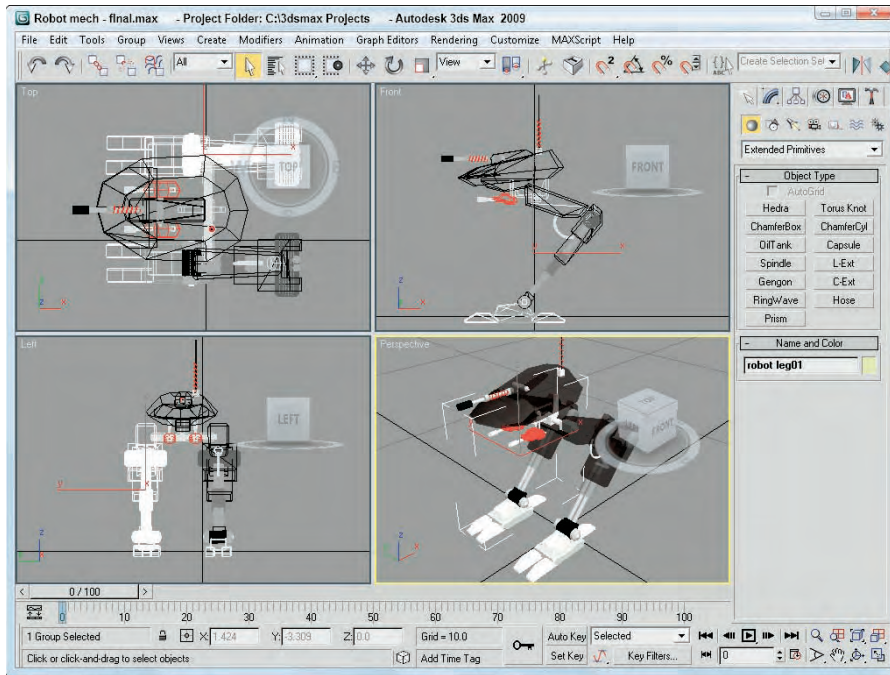 Robot mech - final.max - Project Folder: C:\3dsmax Projects - Autodesk 3ds Max 2009
File Edit Tools Group Views Create Modifiers Animation Graph Editors Rendering Customize MAXScript Help
All View Create Selection Set
Top
TOP
x
z x
Front
FRONT
x
z x
Extended Primitives
- Object Type
AutoGrid
Hedra Torus Knot
ChamferBox ChamferCyl
OilTank Capsule
Spindle L-Ext
Gengon C-Ext
RingWave Hose
Prism
- Name and Color
robot leg01
Left
LEFT
y x
z
Perspective
TOP
FRONT
x
z
< 0 / 100 >
0 10 20 30 40 50 60 70 80 90 100
1 Group Selected X: 1.424 Y: -3.309 Z: 0.0 Grid = 10.0 Auto Key Selected
Click or click-and-drag to select objects Add Time Tag Set Key Key Filters... 0